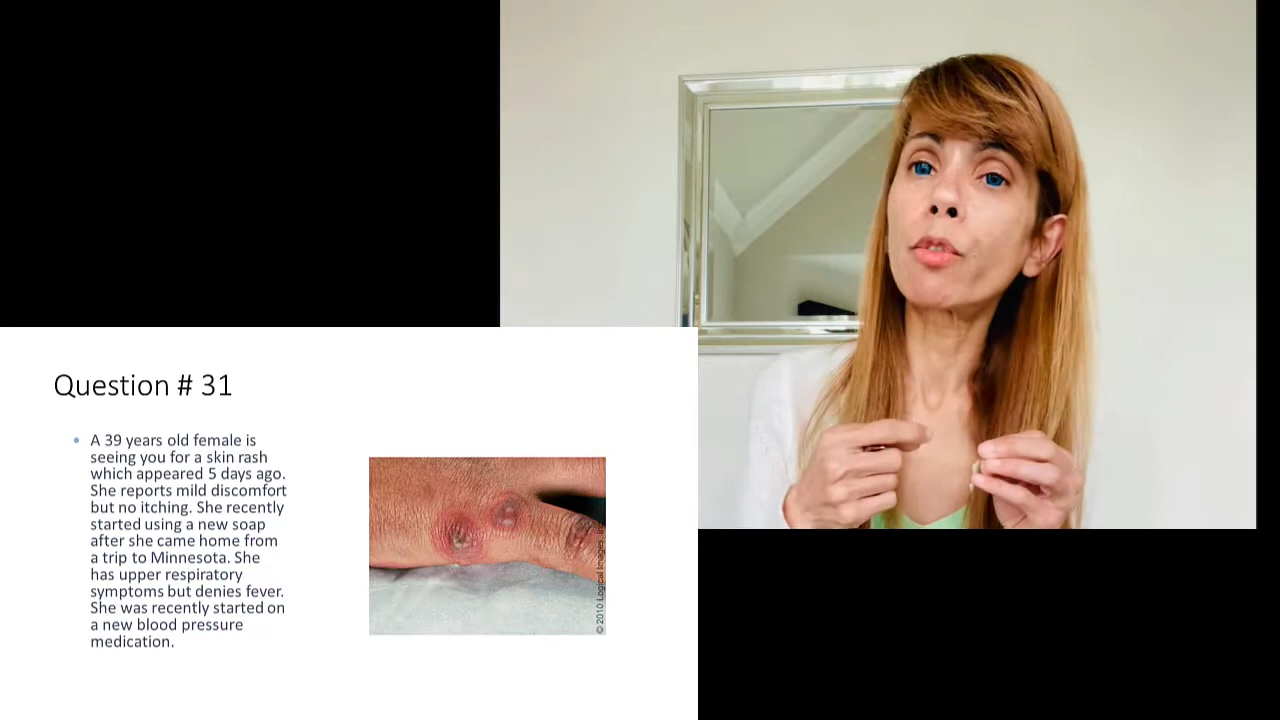 Question # 31
• A 39 years old female is
seeing you for a skin rash
which appeared 5 days ago.
She reports mild discomfort
but no itching. She recently
started using a new soap
after she came home from
a trip to Minnesota. She
has upper respiratory
symptoms but denies fever.
She was recently started on
a new blood pressure
medication.
© 2010 Logical Images,